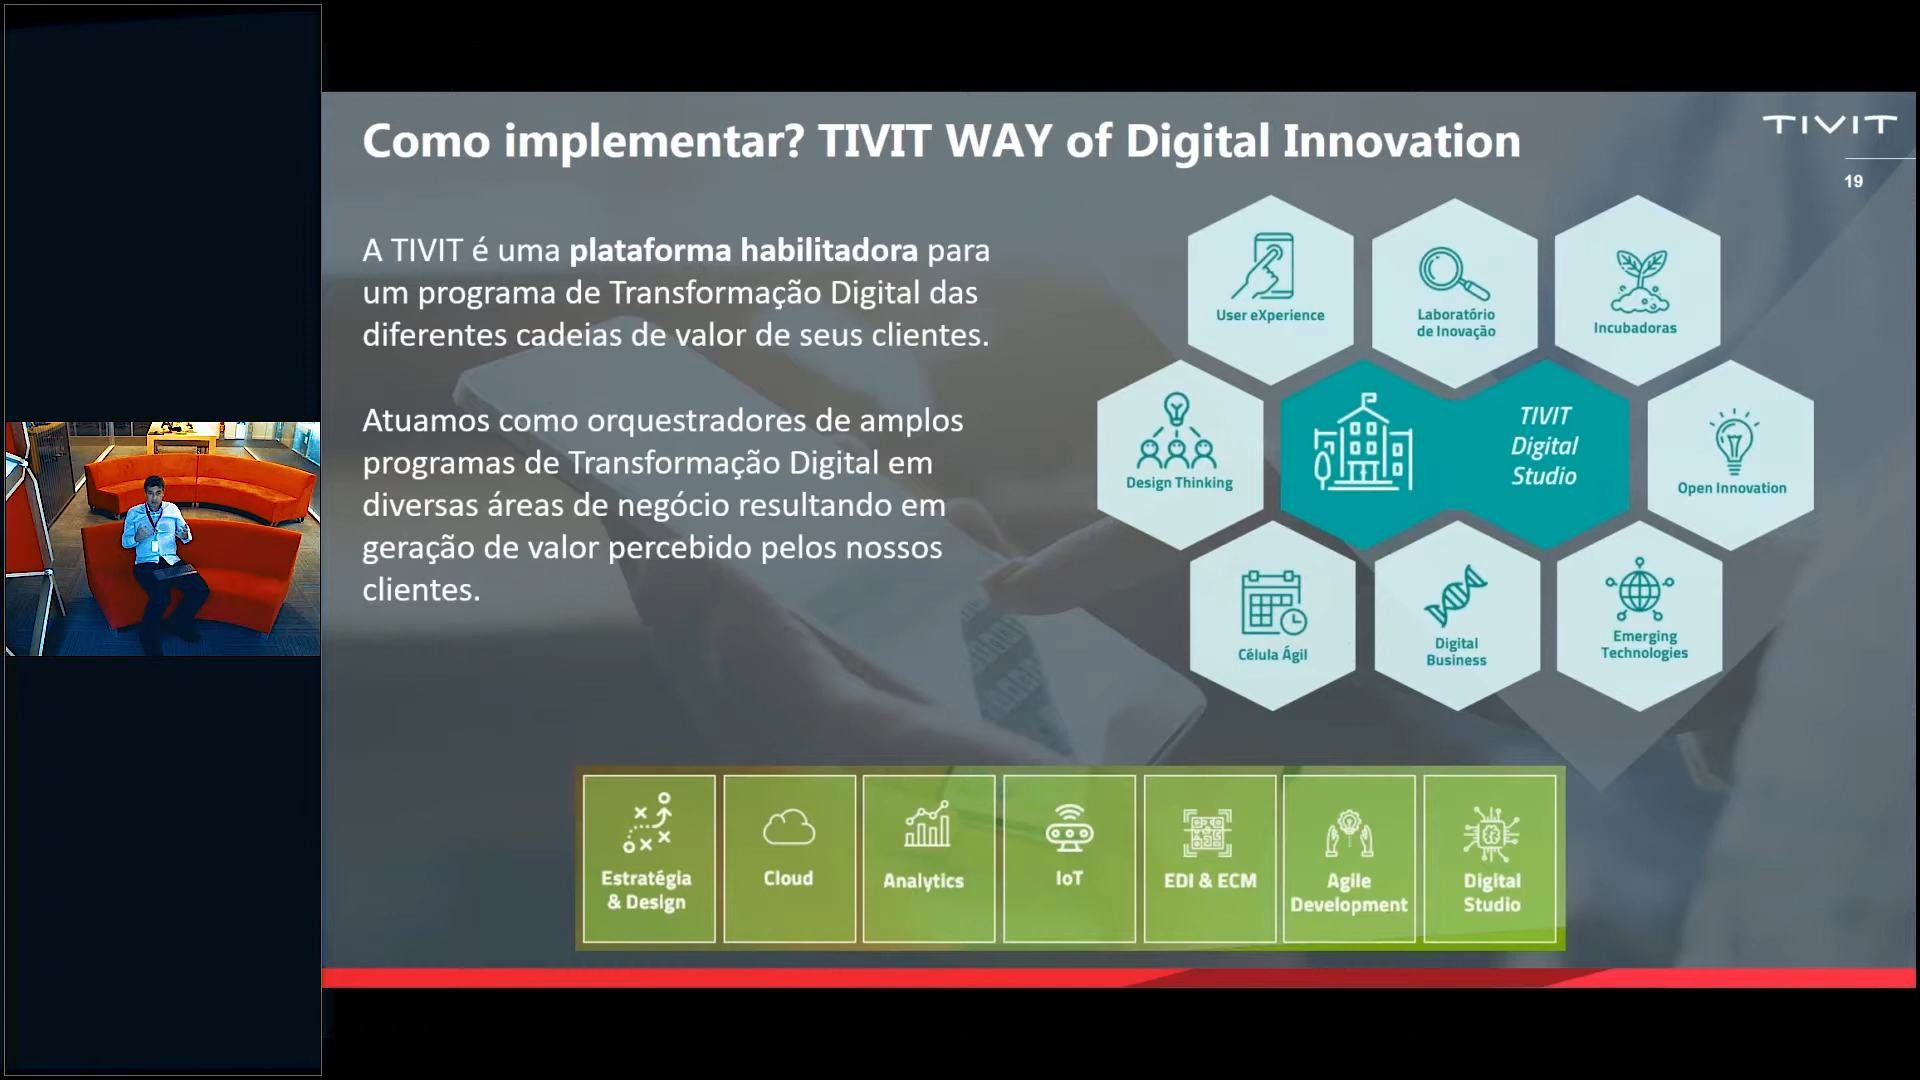 Como implementar? TIVIT WAY of Digital Innovation
TIVIT
19
A TIVIT é uma plataforma habilitadora para
um programa de Transformação Digital das
diferentes cadeias de valor de seus clientes.
Atuamos como orquestradores de amplos
programas de Transformação Digital em
diversas áreas de negócio resultando em
geração de valor percebido pelos nossos
clientes.
User eXperience
Laboratório
de Inovação
Incubadoras
Design Thinking
TIVIT
Digital
Studio
Open Innovation
Célula Ágil
Digital
Business
Emerging
Technologies
Estratégia
& Design
Cloud
Analytics
IoT
EDI & ECM
Agile
Development
Digital
Studio